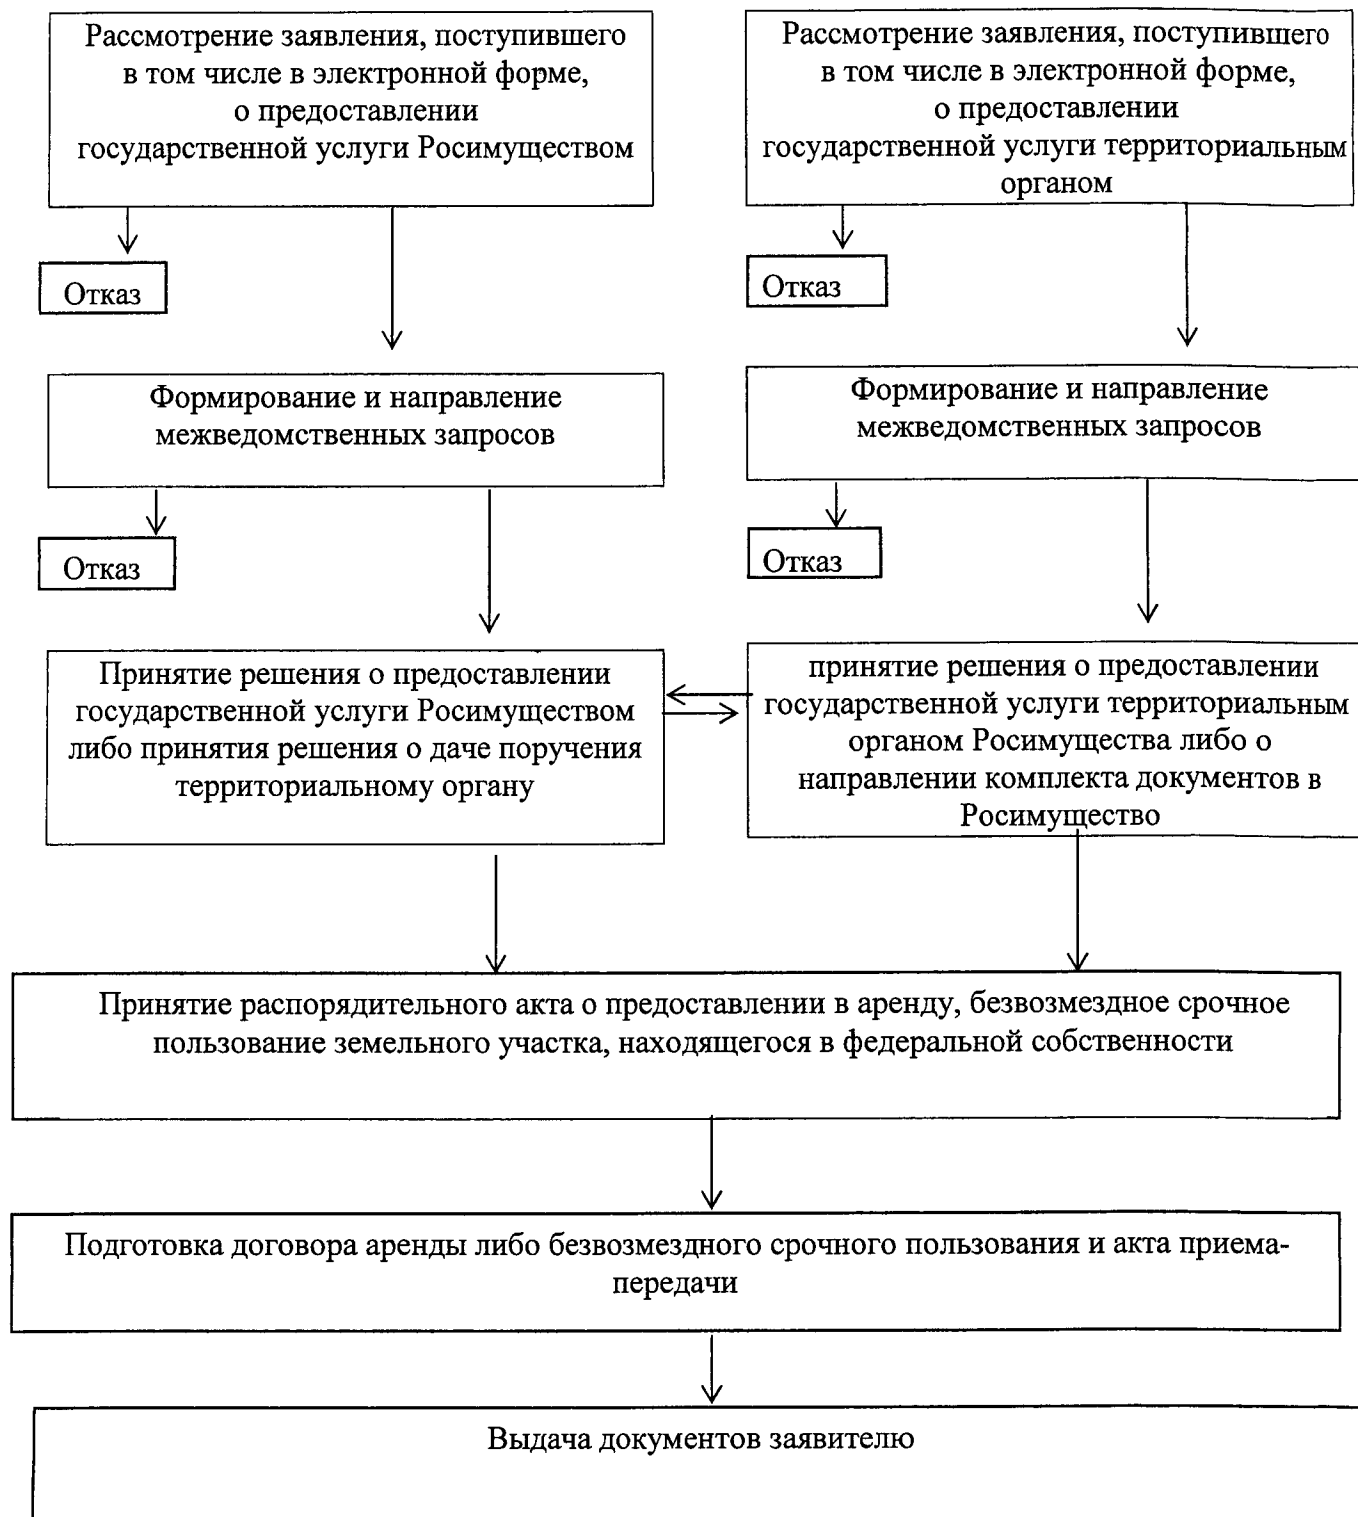 Рассмотрение заявления, поступившего
в том числе в электронной форме,
о предоставлении
государственной услуги Росимуществом
Рассмотрение заявления, поступившего
в том числе в электронной форме,
о предоставлении
государственной услуги территориальным
органом
Отказ
Отказ
Формирование и направление
межведомственных запросов
Формирование и направление
межведомственных запросов
Отказ
Отказ
Принятие решения о предоставлении
государственной услуги Росимуществом
либо принятия решения о даче поручения
территориальному органу
принятие решения о предоставлении
государственной услуги территориальным
органом Росимущества либо о
направлении комплекта документов в
Росимущество
Принятие распорядительного акта о предоставлении в аренду, безвозмездное срочное
пользование земельного участка, находящегося в федеральной собственности
Подготовка договора аренды либо безвозмездного срочного пользования и акта приема-
передачи
Выдача документов заявителю